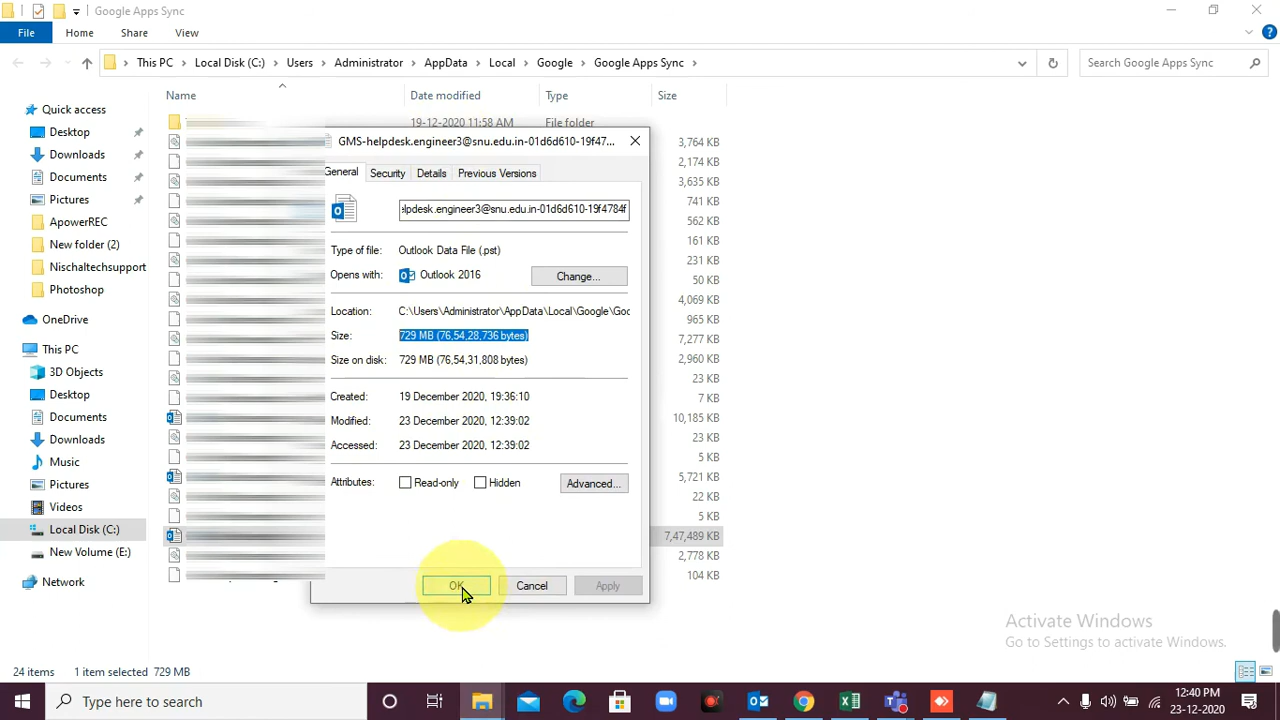 Google Apps Sync
File Home Share View
This PC Local Disk (C:) Users Administrator AppData Local Google Google Apps Sync
Search Google Apps Sync
Name Date modified Type Size
Quick access
Desktop
Downloads
Documents
Pictures
ApowerREC
New folder (2)
Nischaltechsupport
Photoshop
OneDrive
This PC
3D Objects
Desktop
Documents
Downloads
Music
Pictures
Videos
Local Disk (C:)
New Volume (E:)
Network
19-12-2020 11:58 AM File folder
3,764 KB
2,174 KB
3,635 KB
741 KB
562 KB
161 KB
231 KB
50 KB
4,069 KB
965 KB
7,277 KB
2,960 KB
23 KB
7 KB
10,185 KB
23 KB
5 KB
5,721 KB
22 KB
5 KB
7,47,489 KB
2,778 KB
104 KB
GMS-helpdesk.engineer3@snu.edu.in-01d6d610-19f47...
General Security Details Previous Versions
elpdesk.engineer3@snu.edu.in-01d6d610-19f4784f
Type of file: Outlook Data File (.pst)
Opens with: Outlook 2016 Change...
Location: C:\Users\Administrator\AppData\Local\Google\Goo
Size: 729 MB (76,54,28,736 bytes)
Size on disk: 729 MB (76,54,31,808 bytes)
Created: 19 December 2020, 19:36:10
Modified: 23 December 2020, 12:39:02
Accessed: 23 December 2020, 12:39:02
Attributes: Read-only Hidden Advanced...
OK Cancel Apply
Activate Windows
Go to Settings to activate Windows.
24 items 1 item selected 729 MB
Type here to search
12:40 PM
23-12-2020